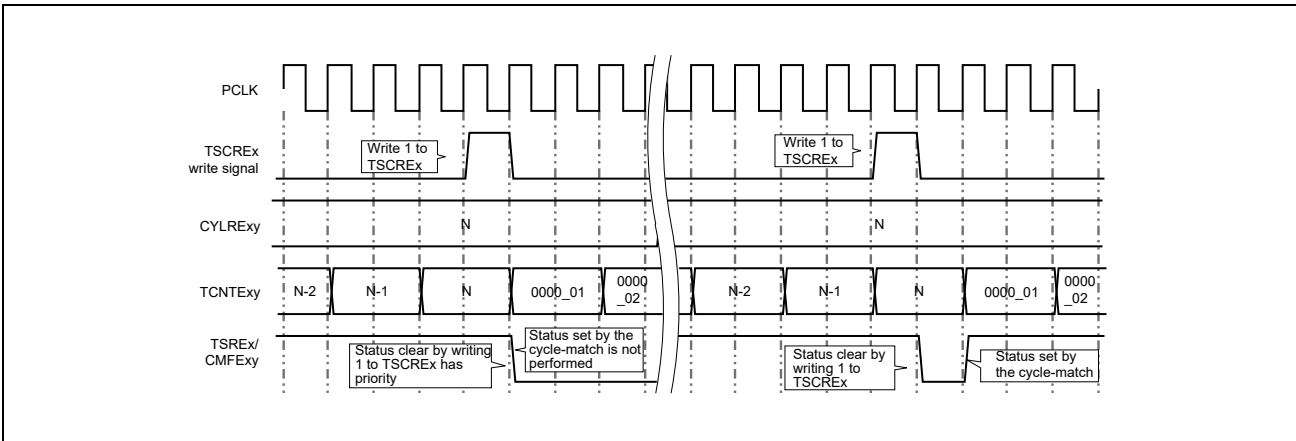 PCLK
TSCREx
write signal
Write 1 to
TSCREx
Write 1 to
TSCREx
CYLRExy
N
N
TCNTExy
N-2
N-1
N
0000_01
0000
_02
N-2
N-1
N
0000_01
0000
_02
TSREx/
CMFExy
Status clear by writing
1 to TSCREx has
priority
Status set by the
cycle-match is not
performed
Status clear by
writing 1 to
TSCREx
Status set by
the cycle-match